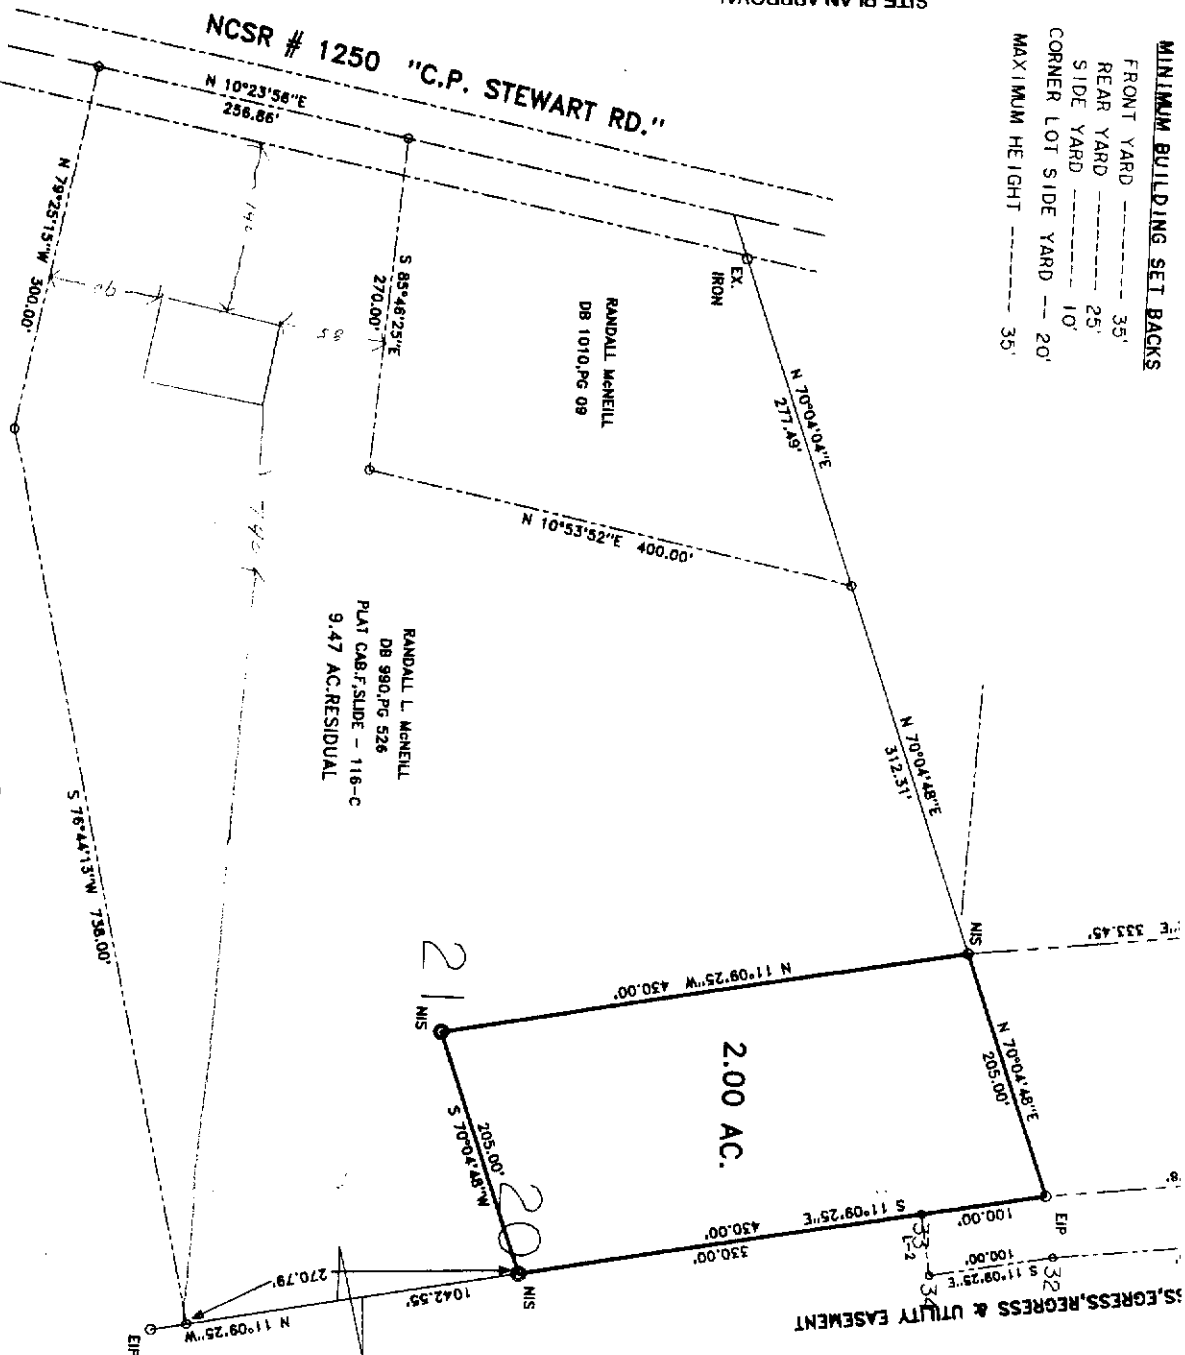 SITE PLAN APPROVAL
MINIMUM BUILDING SET BACKS
FRONT YARD --------- 35'
REAR YARD --------- 25'
SIDE YARD --------- 10'
CORNER LOT SIDE YARD -- 20'
MAXIMUM HEIGHT ------- 35'
NCSR # 1250 "C.P. STEWART RD."
N 10°23'56"E
256.86'
N 79°25'15"W 300.00'
S 85°46'25"E
270.00'
EX.
IRON
RANDALL McNEILL
DB 1010,PG 09
N 70°04'04"E
277.49'
N 10°53'52"E 400.00'
N 70°04'48"E
312.31'
RANDALL L. McNEILL
DB 990,PG 526
PLAT CAB.F,SLIDE - 116-C
9.47 AC.RESIDUAL
S 76°44'13"W 738.00'
NIS
"E 333.45'
N 11°09'25"W 430.00'
N 70°04'48"E
205.00'
2.00 AC.
21
NIS
205.00'
S 70°04'48"W
20
NIS
S 11°09'25"E
430.00'
330.00'
100.00'
EIP
33
L-2
34
32
S 11°09'25"E
100.00'
SS,EGRESS,REGRESS & UTILITY EASEMENT
270.79'
1042.55'
N 11°09'25"W
EIP